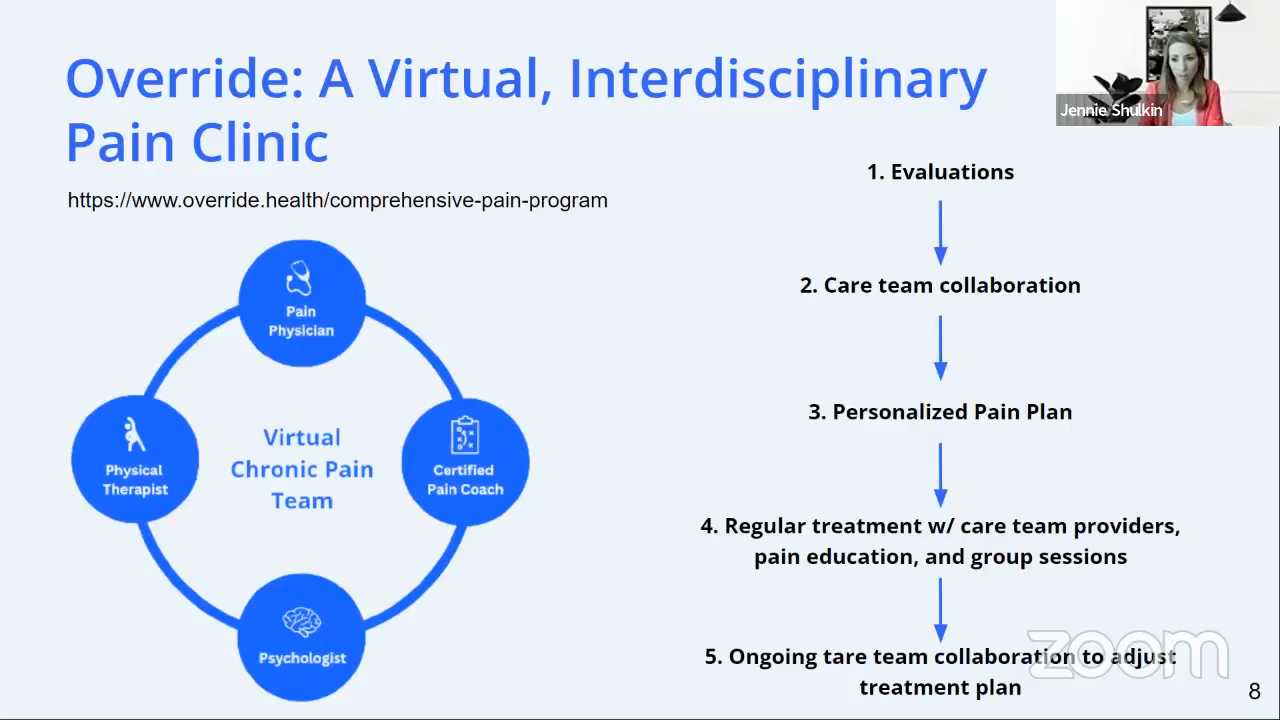 Override: A Virtual, Interdisciplinary
Pain Clinic
https://www.override.health/comprehensive-pain-program
Jennie Shulkin
Pain
Physician
Physical
Therapist
Virtual
Chronic Pain
Team
Certified
Pain Coach
Psychologist
1. Evaluations
2. Care team collaboration
3. Personalized Pain Plan
4. Regular treatment w/ care team providers,
pain education, and group sessions
5. Ongoing tare team collaboration to adjust
treatment plan
zoom
8